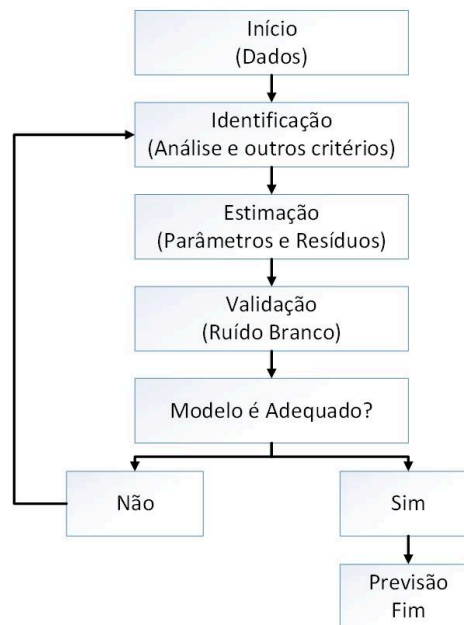 Início
(Dados)
Identificação
(Análise e outros critérios)
Estimação
(Parâmetros e Resíduos)
Validação
(Ruído Branco)
Modelo é Adequado?
Não
Sim
Previsão
Fim